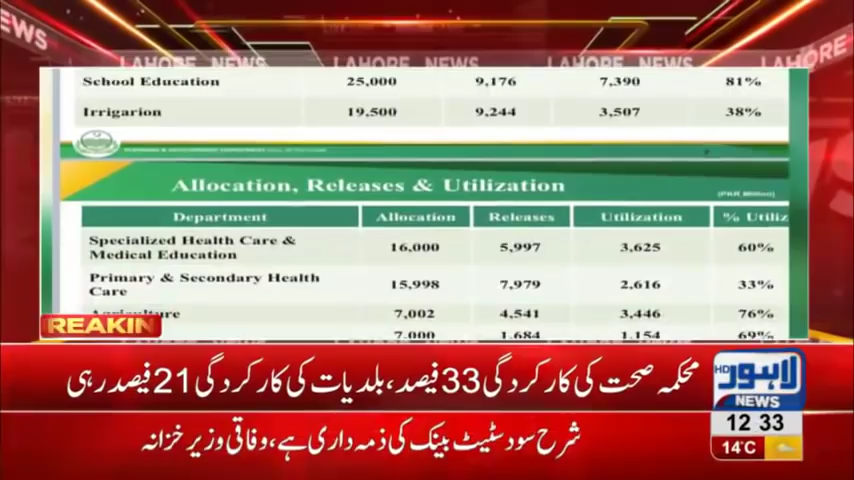 NEWS
LAHORE NEWS
LAHORE NEWS
LAHORE
School Education 25,000 9,176 7,390 81%
Irrigarion 19,500 9,244 3,507 38%
Allocation, Releases & Utilization
(PKR Million)
Department Allocation Releases Utilization % Utiliz
Specialized Health Care & Medical Education 16,000 5,997 3,625 60%
Primary & Secondary Health Care 15,998 7,979 2,616 33%
Agriculture 7,002 4,541 3,446 76%
7,000 1,684 1,154 69%
REAKIN
محکمہ صحت کی کارکردگی 33 فیصد، بلدیات کی کارکردگی 21 فیصد رہی
شرح سود سٹیٹ بینک کی ذمہ داری ہے، وفاقی وزیر خزانہ
HD لاہور
NEWS
12 33
14°C